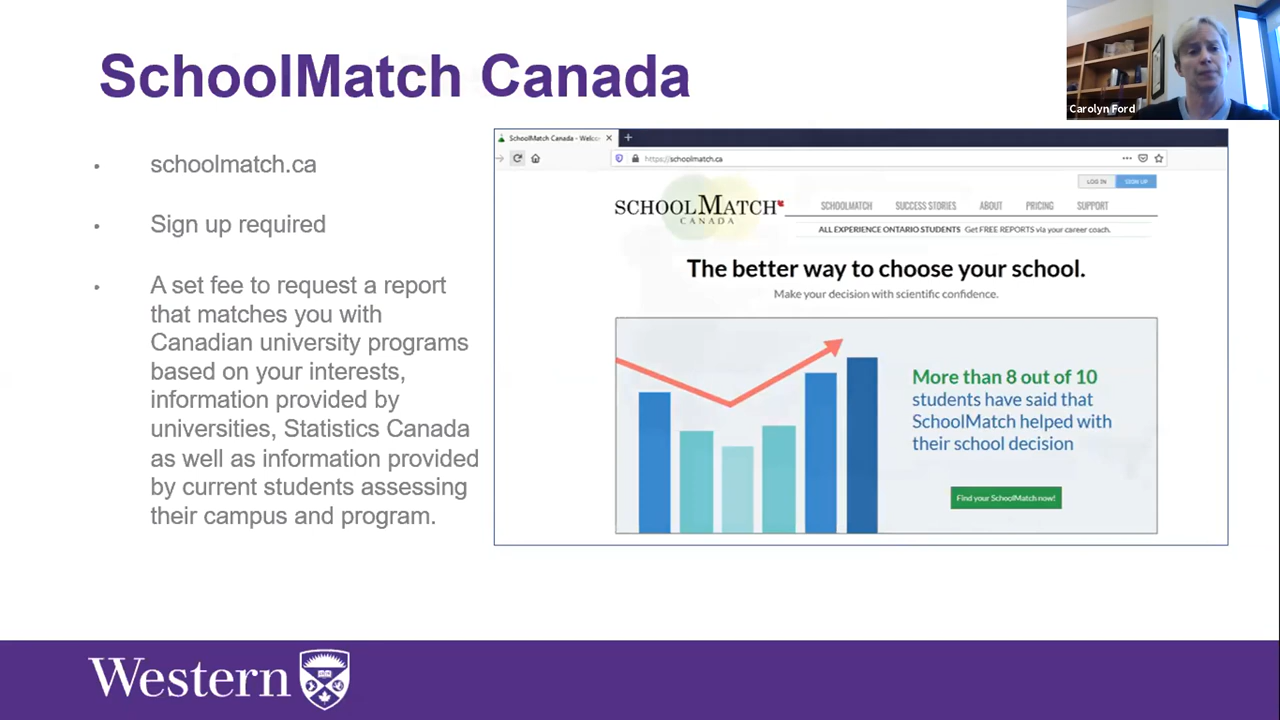 SchoolMatch Canada
Carolyn Ford
• schoolmatch.ca
• Sign up required
• A set fee to request a report
that matches you with
Canadian university programs
based on your interests,
information provided by
universities, Statistics Canada
as well as information provided
by current students assessing
their campus and program.
SchoolMatch Canada - Welco
https://schoolmatch.ca
LOG IN SIGN UP
SCHOOLMATCH
CANADA
SCHOOLMATCH SUCCESS STORIES ABOUT PRICING SUPPORT
ALL EXPERIENCE ONTARIO STUDENTS Get FREE REPORTS via your career coach.
The better way to choose your school.
Make your decision with scientific confidence.
More than 8 out of 10
students have said that
SchoolMatch helped with
their school decision
Find your SchoolMatch now!
Western